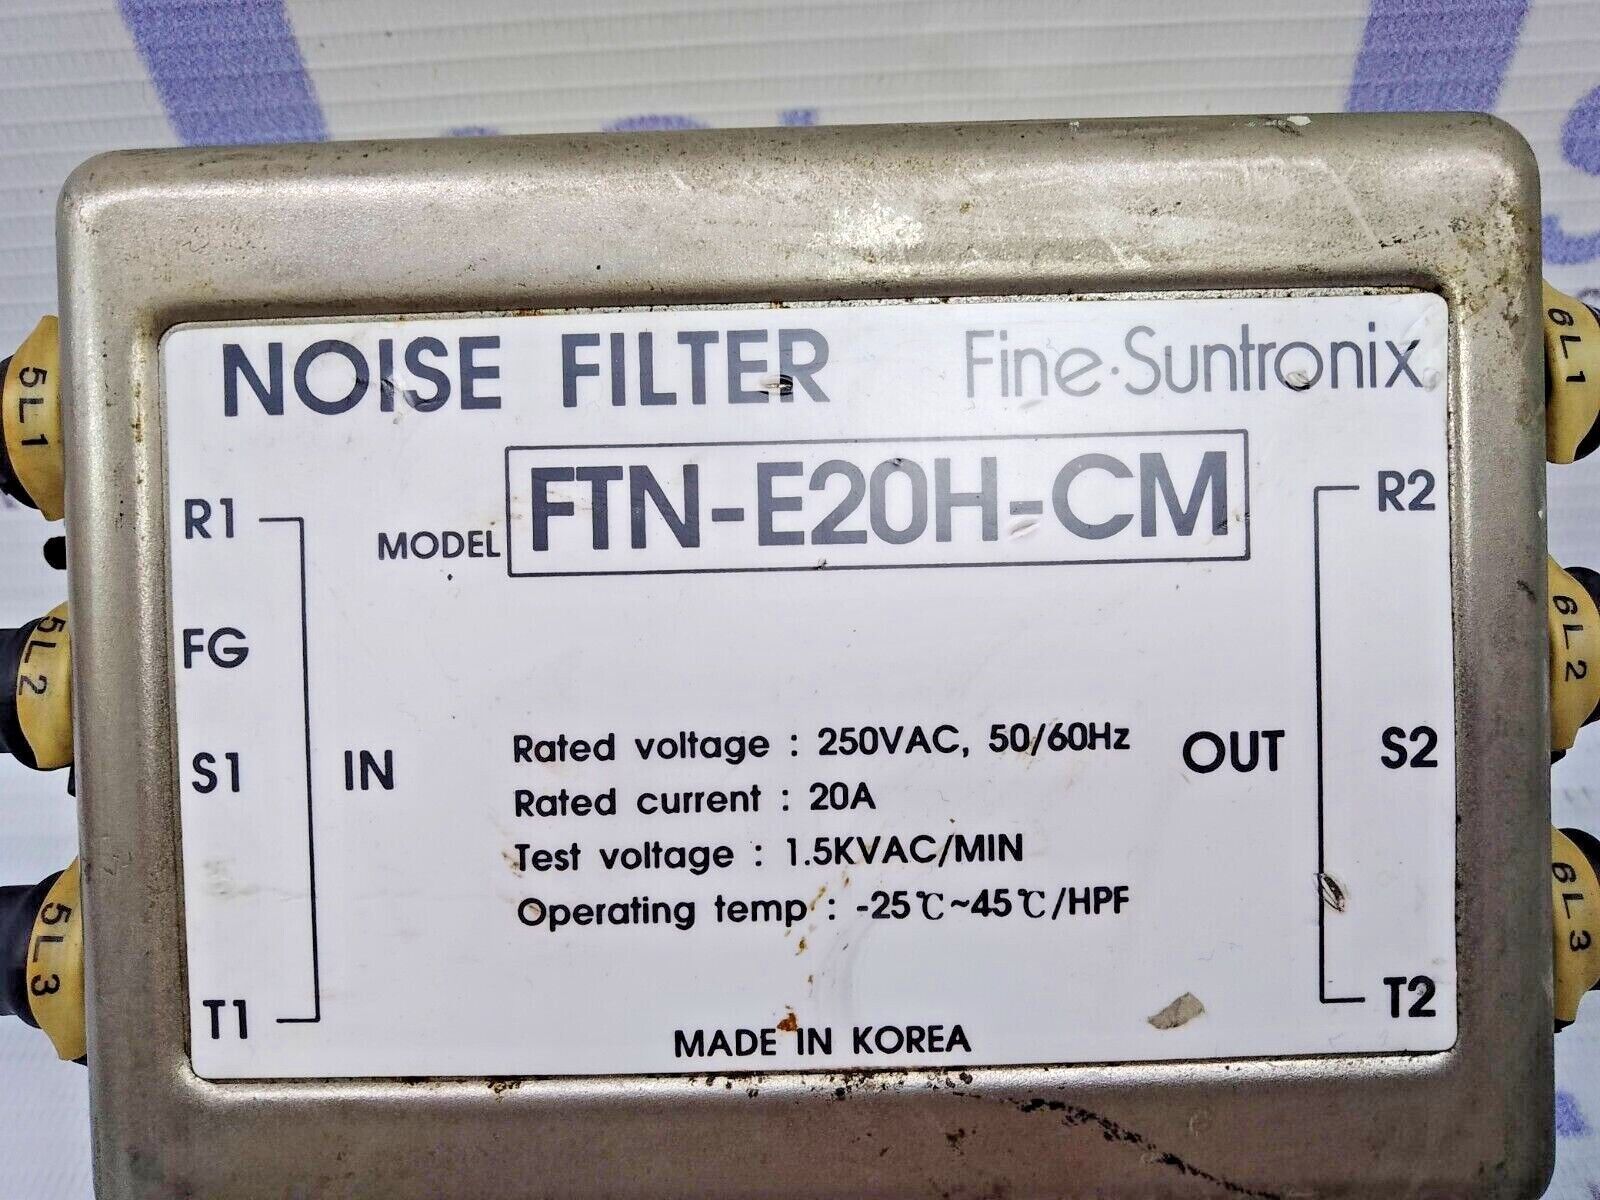 NOISE FILTER Fine·Suntronix
MODEL FTN-E20H-CM
R1
FG
S1
T1
IN
Rated voltage : 250VAC, 50/60Hz
Rated current : 20A
Test voltage : 1.5KVAC/MIN
Operating temp : -25℃~45℃/HPF
OUT
R2
S2
T2
MADE IN KOREA
5L1
5L2
5L3
6L1
6L2
6L3